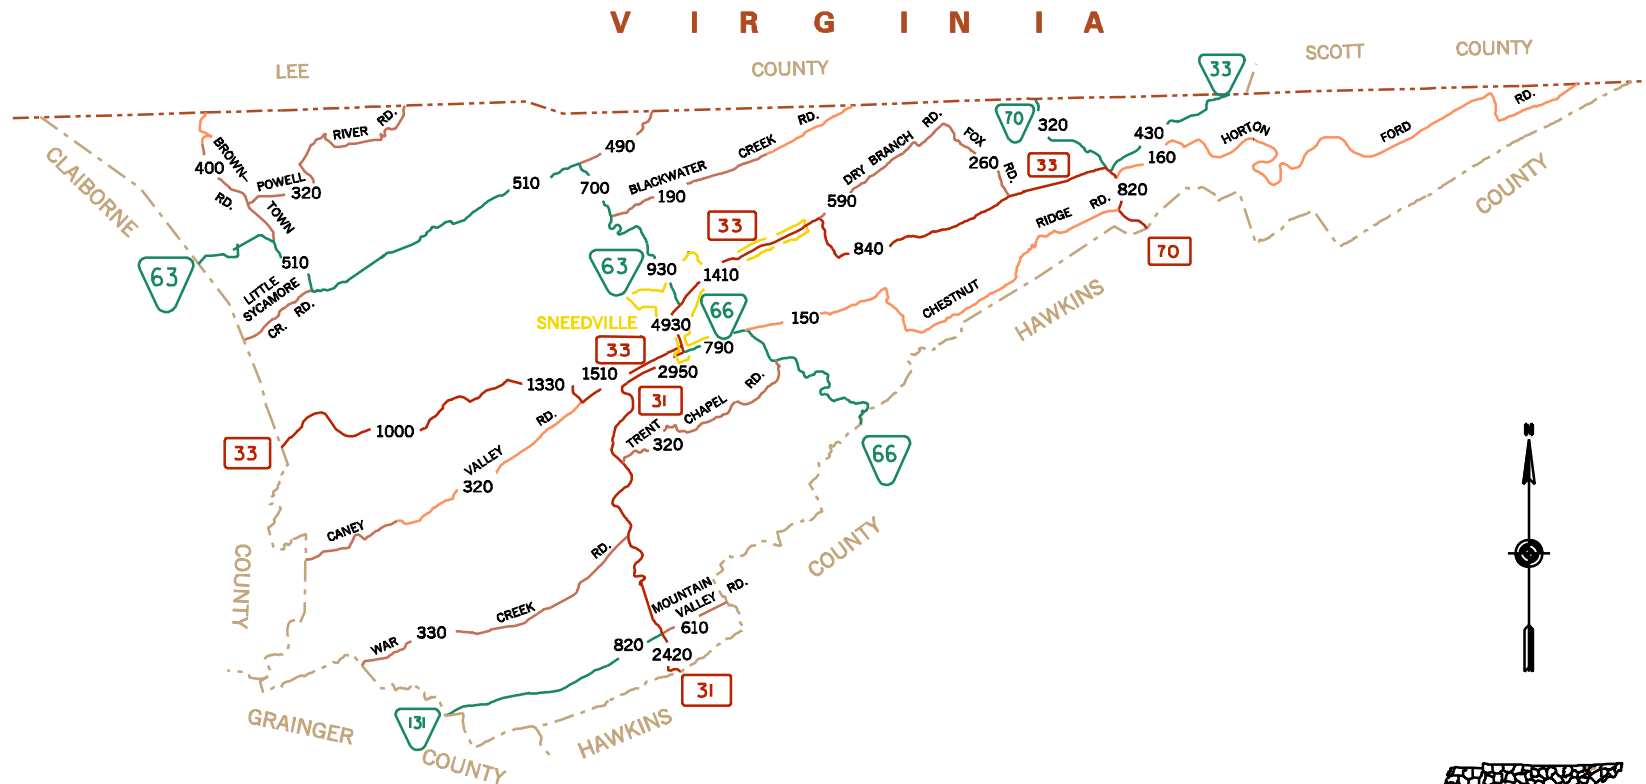 VIRGINIA
LEE
COUNTY
SCOTT
COUNTY
33
70
320
430
HORTON
FORD
RD.
160
33
820
RIDGE RD.
70
COUNTY
CLAIBORNE
BROWN-
TOWN
RD.
400
RIVER RD.
POWELL
320
490
510
700
BLACKWATER
CREEK
RD.
190
DRY BRANCH RD.
FOX
RD.
260
590
33
840
63
510
LITTLE
SYCAMORE
CR. RD.
63
930
1410
66
SNEEDVILLE
4930
150
CHESTNUT
HAWKINS
33
790
1510
2950
1330
31
1000
33
VALLEY
RD.
320
CANEY
TRENT
CHAPEL
RD.
320
66
N
COUNTY
COUNTY
RD.
CREEK
330
WAR
MOUNTAIN
VALLEY
RD.
610
820
2420
31
131
GRAINGER
COUNTY
HAWKINS